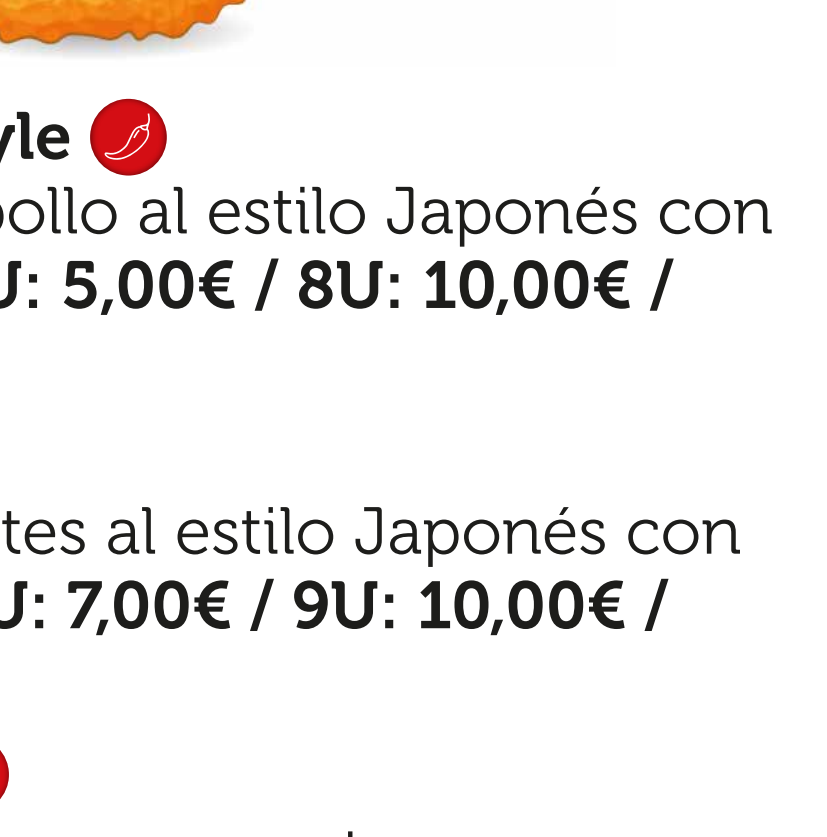 yle
pollo al estilo Japonés con
U: 5,00€ / 8U: 10,00€ /
tes al estilo Japonés con
U: 7,00€ / 9U: 10,00€ /